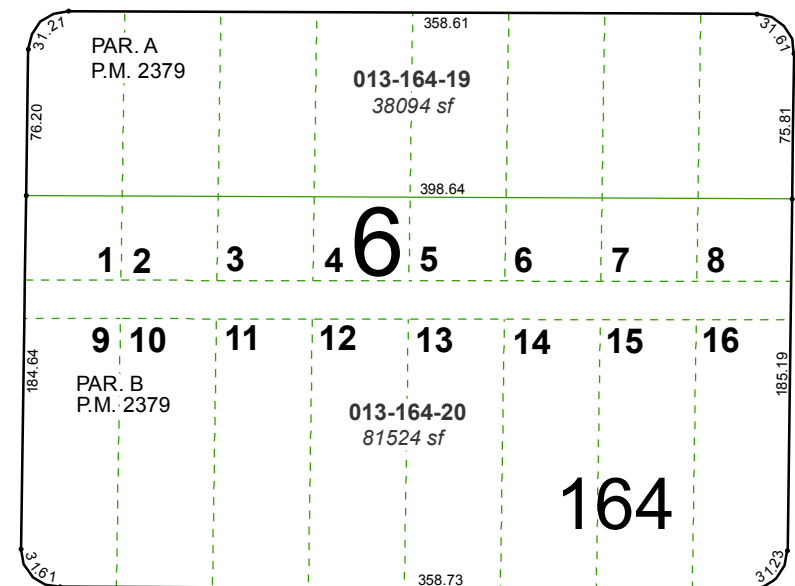 31.27
358.61
31.61
PAR. A
P.M. 2379
013-164-19
38094 sf
76.20
75.81
398.64
6
1 2 3 4 5 6 7 8
9 10 11 12 13 14 15 16
184.64
185.19
PAR. B
P.M. 2379
013-164-20
81524 sf
164
31.61
358.73
31.23